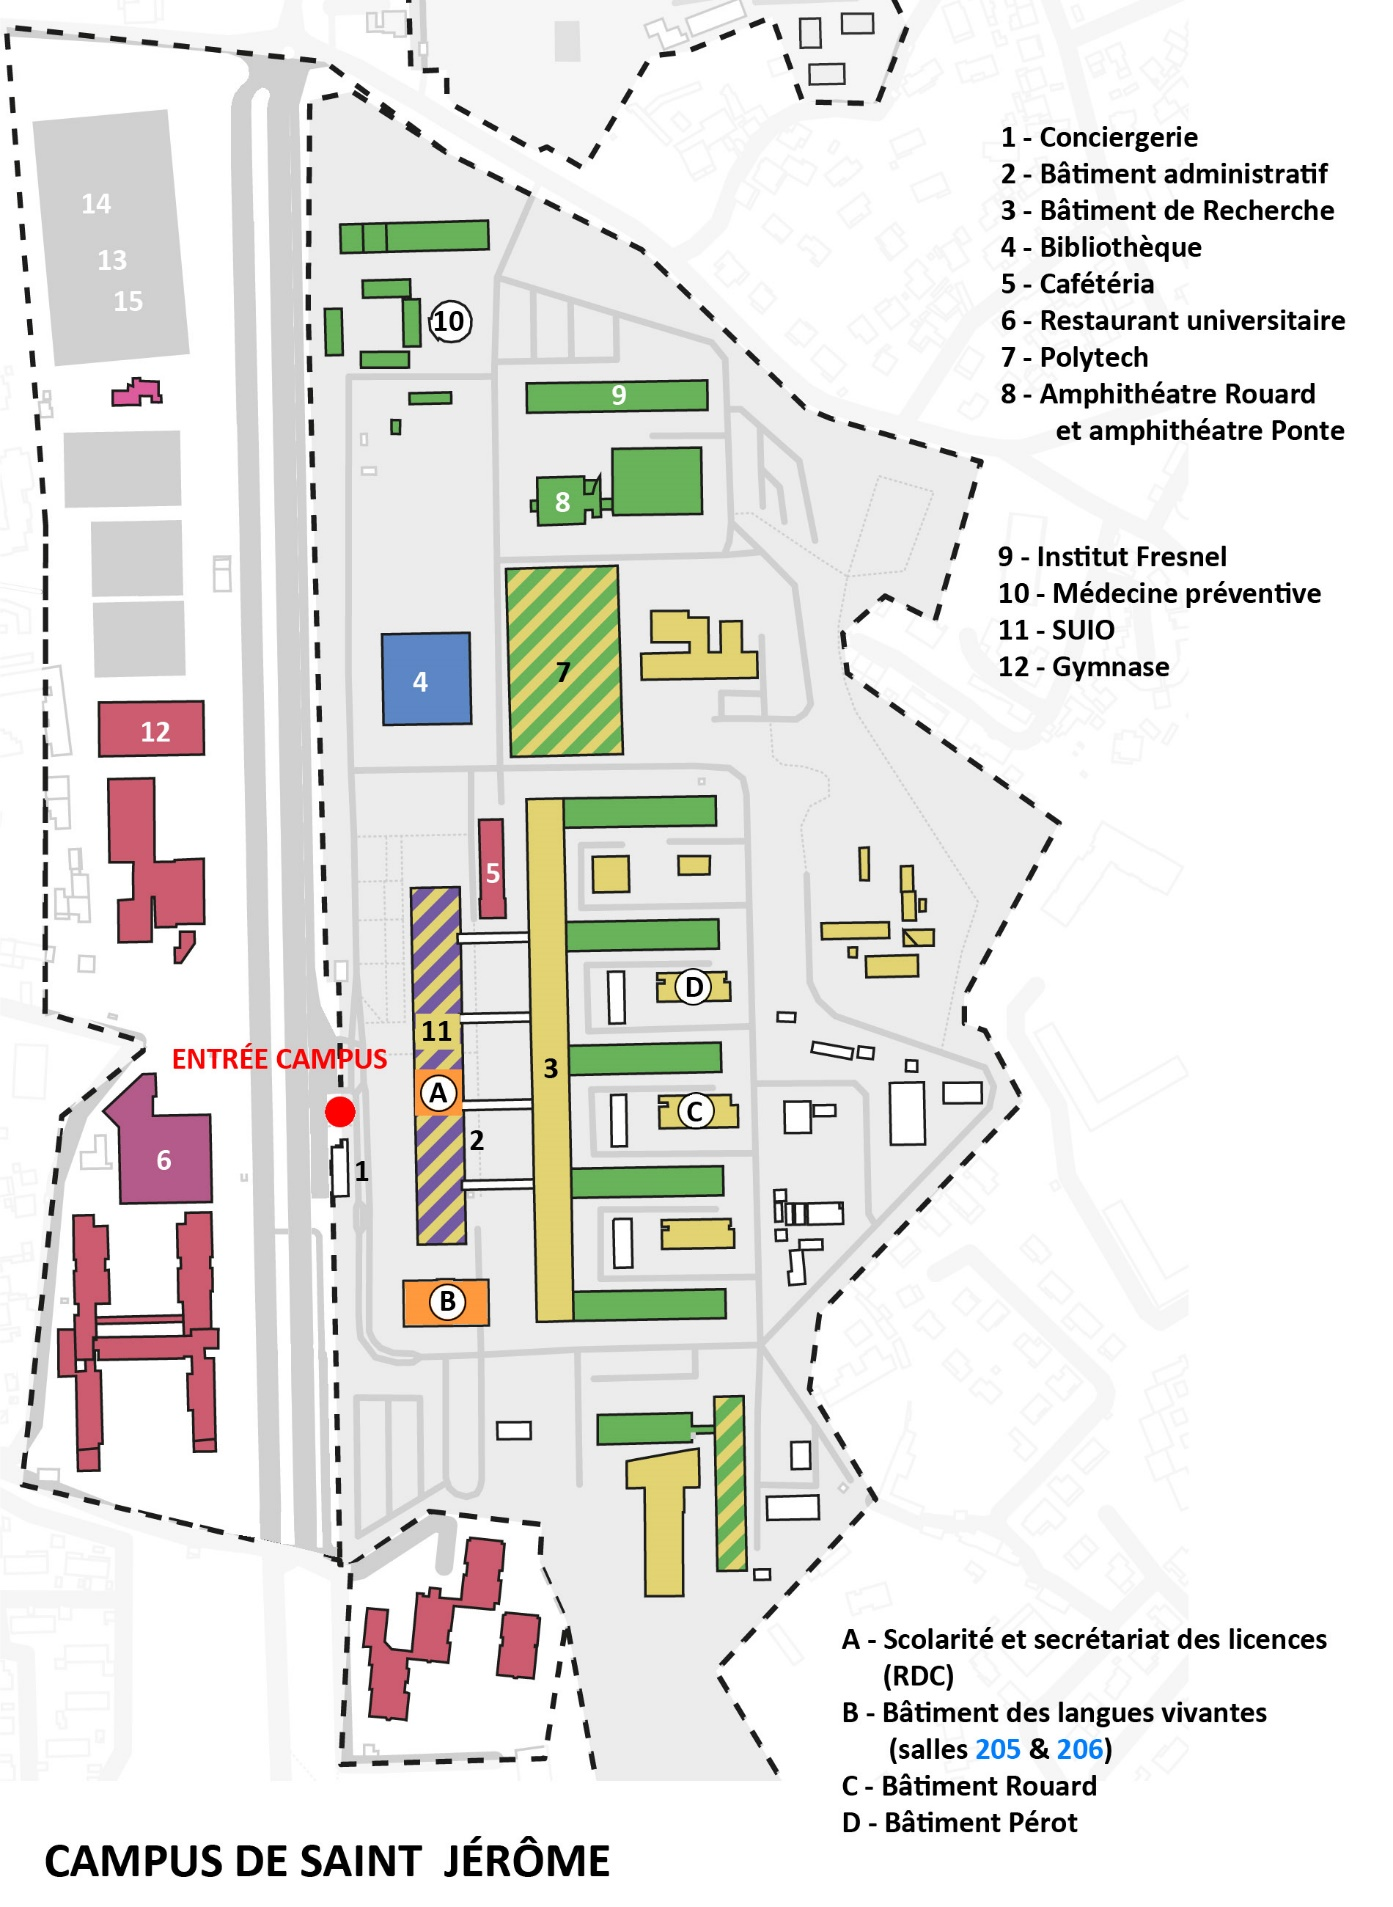 1 - Conciergerie
2 - Bâtiment administratif
3 - Bâtiment de Recherche
4 - Bibliothèque
5 - Cafétéria
6 - Restaurant universitaire
7 - Polytech
8 - Amphithéatre Rouard
et amphithéatre Ponte
9 - Institut Fresnel
10 - Médecine préventive
11 - SUIO
12 - Gymnase
14
13
15
10
9
8
7
4
12
5
D
11
3
ENTRÉE CAMPUS
A
C
2
6
1
B
A - Scolarité et secrétariat des licences
(RDC)
B - Bâtiment des langues vivantes
(salles 205 & 206)
C - Bâtiment Rouard
D - Bâtiment Pérot
CAMPUS DE SAINT JÉRÔME